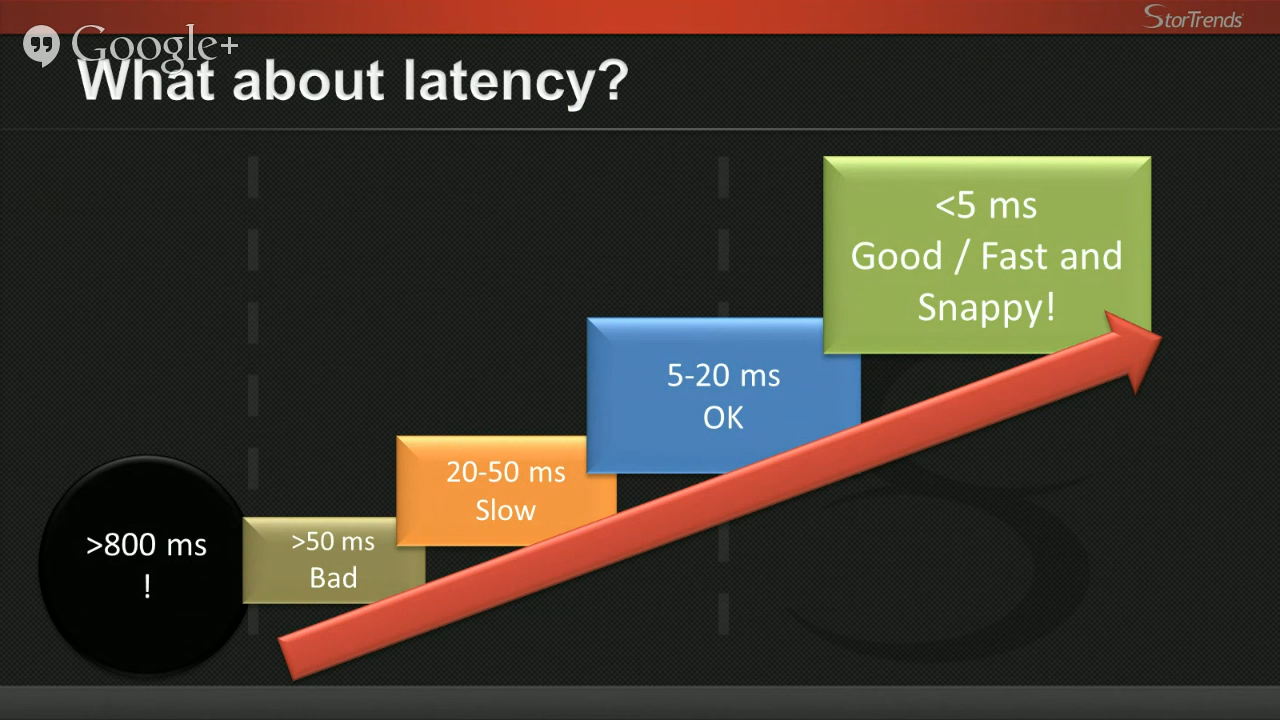 StorTrends
Google+
What about latency?
<5 ms
Good / Fast and
Snappy!
5-20 ms
OK
20-50 ms
Slow
>50 ms
Bad
>800 ms
!